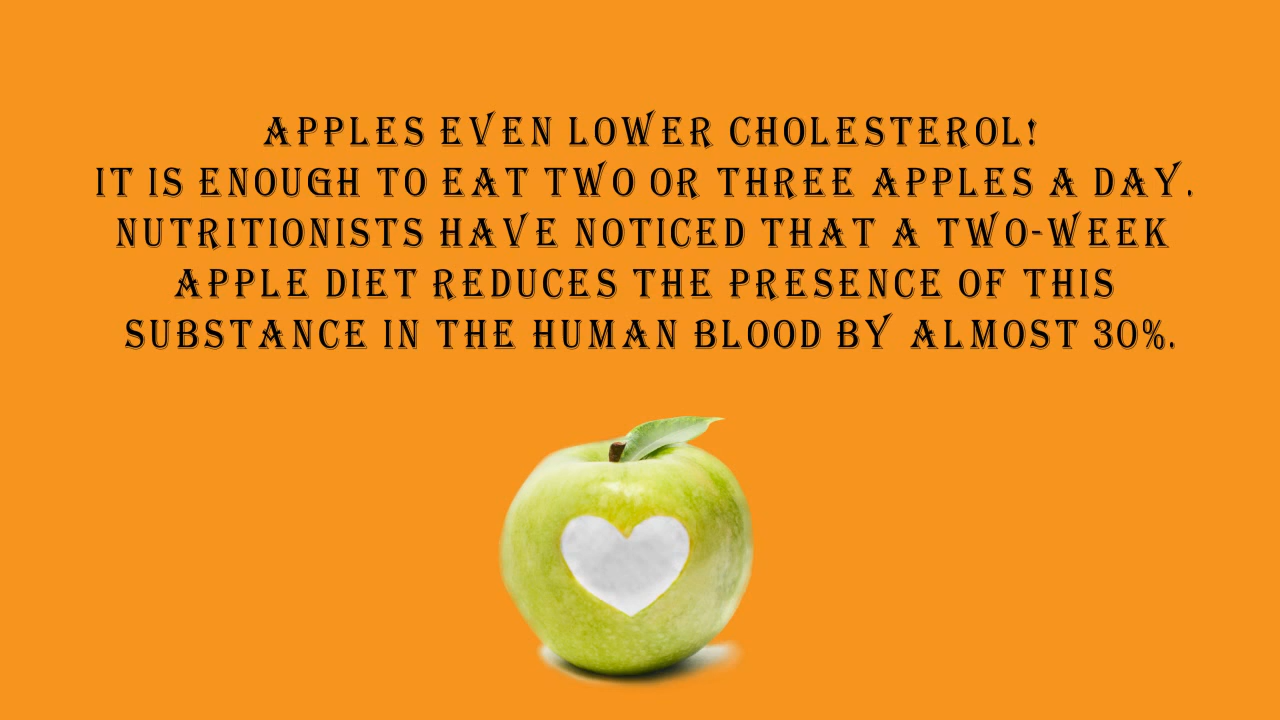 APPLES EVEN LOWER CHOLESTEROL!
IT IS ENOUGH TO EAT TWO OR THREE APPLES A DAY.
NUTRITIONISTS HAVE NOTICED THAT A TWO-WEEK
APPLE DIET REDUCES THE PRESENCE OF THIS
SUBSTANCE IN THE HUMAN BLOOD BY ALMOST 30%.